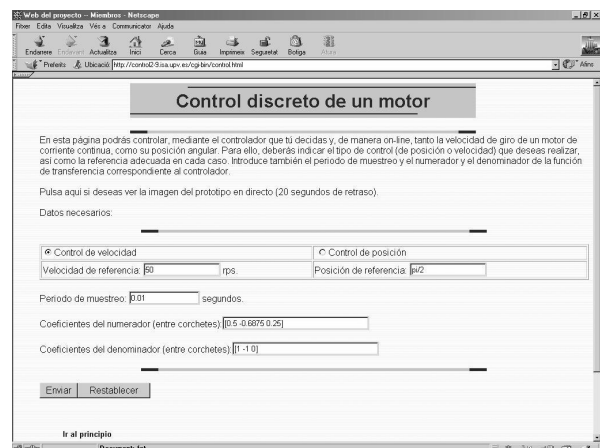 Web del proyecto -- Miembros - Netscape
Fitxer Edita Visualitza Vés a Communicator Ajuda
Endarrere Endavant Actualitza Inici Cerca Guia Imprimeix Seguretat Botiga Atura
Preferits Ubicació: http://control2-9.isa.upv.es/cgi-bin/control.html Afins
Control discreto de un motor
En esta página podrás controlar, mediante el controlador que tú decidas y, de manera on-line, tanto la velocidad de giro de un motor de
corriente continua, como su posición angular. Para ello, deberás indicar el tipo de control (de posición o velocidad) que deseas realizar,
así como la referencia adecuada en cada caso. Introduce también el periodo de muestreo y el numerador y el denominador de la función
de transferencia correspondiente al controlador.
Pulsa aqui si deseas ver la imagen del prototipo en directo (20 segundos de retraso).
Datos necesarios:
Control de velocidad Control de posición
Velocidad de referencia: 50 rps. Posición de referencia: pi/2
Periodo de muestreo: 0.01 segundos.
Coeficientes del numerador (entre corchetes): [0.5 -0.6875 0.25]
Coeficientes del denominador (entre corchetes): [1 -1 0]
Enviar Restablecer
Ir al principio